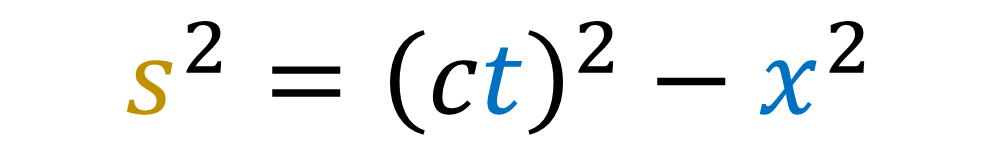 s² = (ct)² − x²